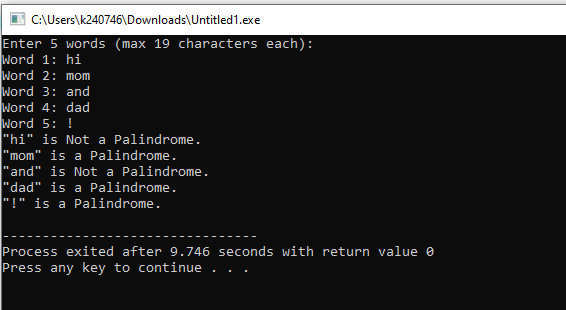 C:\Users\k240746\Downloads\Untitled1.exe
Enter 5 words (max 19 characters each):
Word 1: hi
Word 2: mom
Word 3: and
Word 4: dad
Word 5: !
"hi" is Not a Palindrome.
"mom" is a Palindrome.
"and" is Not a Palindrome.
"dad" is a Palindrome.
"!" is a Palindrome.
--------------------------------
Process exited after 9.746 seconds with return value 0
Press any key to continue . . .